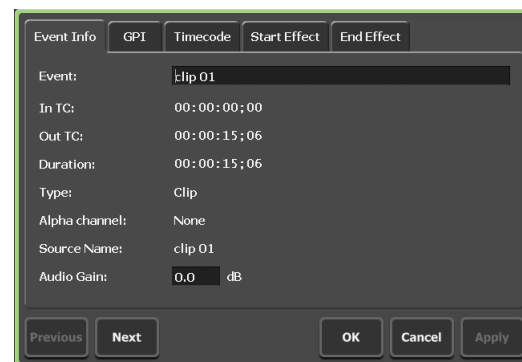 Event Info GPI Timecode Start Effect End Effect
Event: clip 01
In TC: 00:00:00;00
Out TC: 00:00:15;06
Duration: 00:00:15;06
Type: Clip
Alpha channel: None
Source Name: clip 01
Audio Gain: 0.0 dB
Previous Next OK Cancel Apply